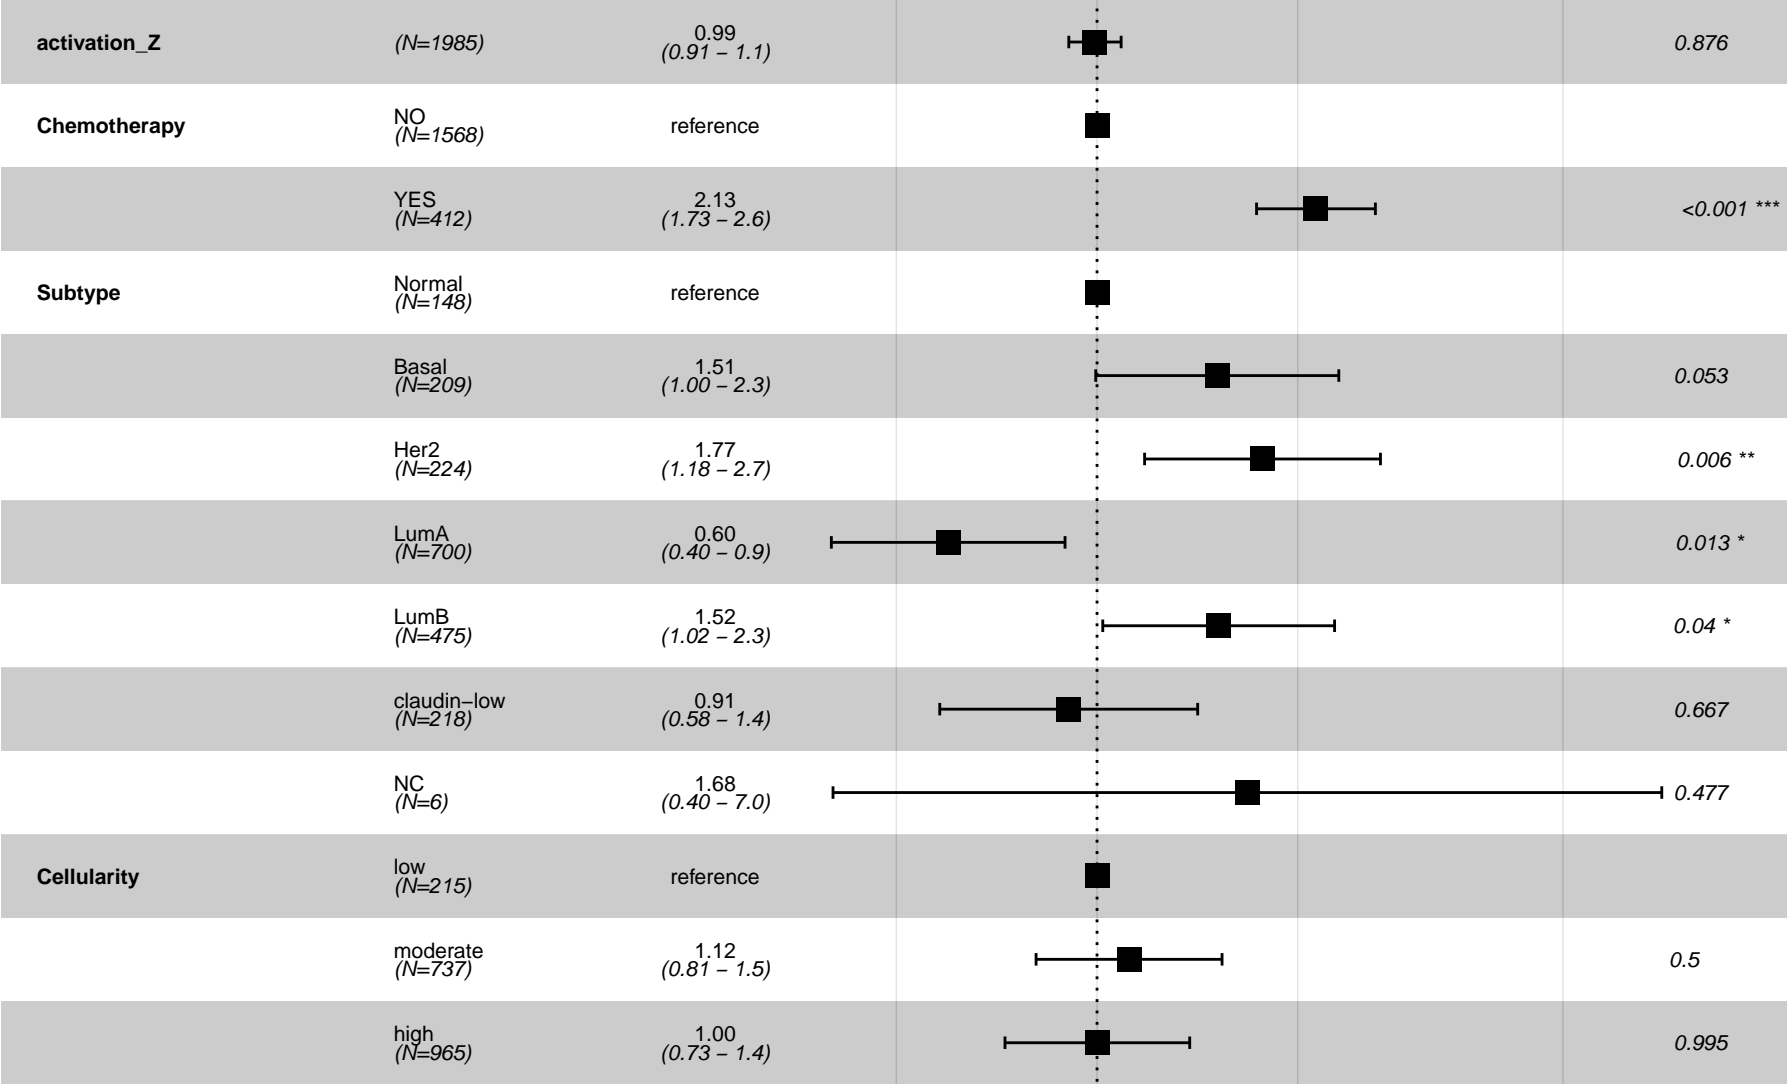 activation_Z (N=1985) 0.99 0.876
(0.91 – 1.1)
Chemotherapy NO reference
(N=1568)
YES 2.13 <0.001 ***
(N=412) (1.73 – 2.6)
Subtype Normal reference
(N=148)
Basal 1.51 0.053
(N=209) (1.00 – 2.3)
Her2 1.77 0.006 **
(N=224) (1.18 – 2.7)
LumA 0.60 0.013 *
(N=700) (0.40 – 0.9)
LumB 1.52 0.04 *
(N=475) (1.02 – 2.3)
claudin–low 0.91 0.667
(N=218) (0.58 – 1.4)
NC 1.68 0.477
(N=6) (0.40 – 7.0)
Cellularity low reference
(N=215)
moderate 1.12 0.5
(N=737) (0.81 – 1.5)
high 1.00 0.995
(N=965) (0.73 – 1.4)